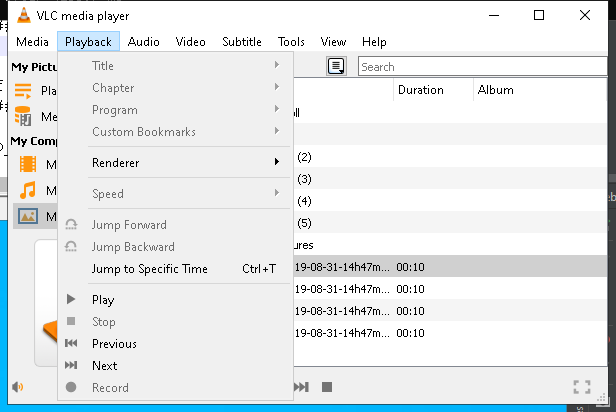 VLC media player
Media Playback Audio Video Subtitle Tools View Help
My Pictu
Search
Title
Pla
Duration Album
Chapter
Me
Program
Custom Bookmarks
My Comp
(2)
Renderer
M
(3)
Speed
M
(4)
M
(5)
Jump Forward
ures
Jump Backward
Jump to Specific Time Ctrl+T
19-08-31-14h47m... 00:10
19-08-31-14h47m... 00:10
Play
19-08-31-14h47m... 00:10
Stop
19-08-31-14h47m... 00:10
Previous
Next
Record